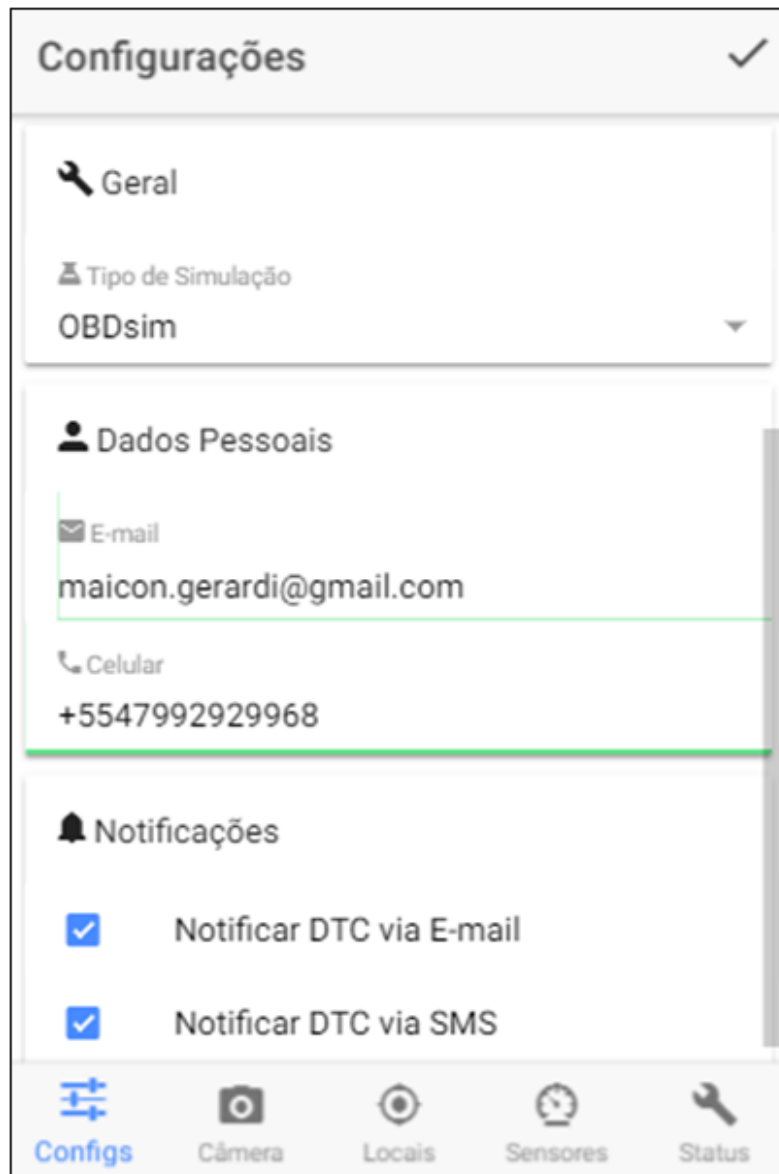 Configurações
Geral
Tipo de Simulação
OBDsim
Dados Pessoais
E-mail
maicon.gerardi@gmail.com
Celular
+5547992929968
Notificações
Notificar DTC via E-mail
Notificar DTC via SMS
Configs Câmera Locais Sensores Status